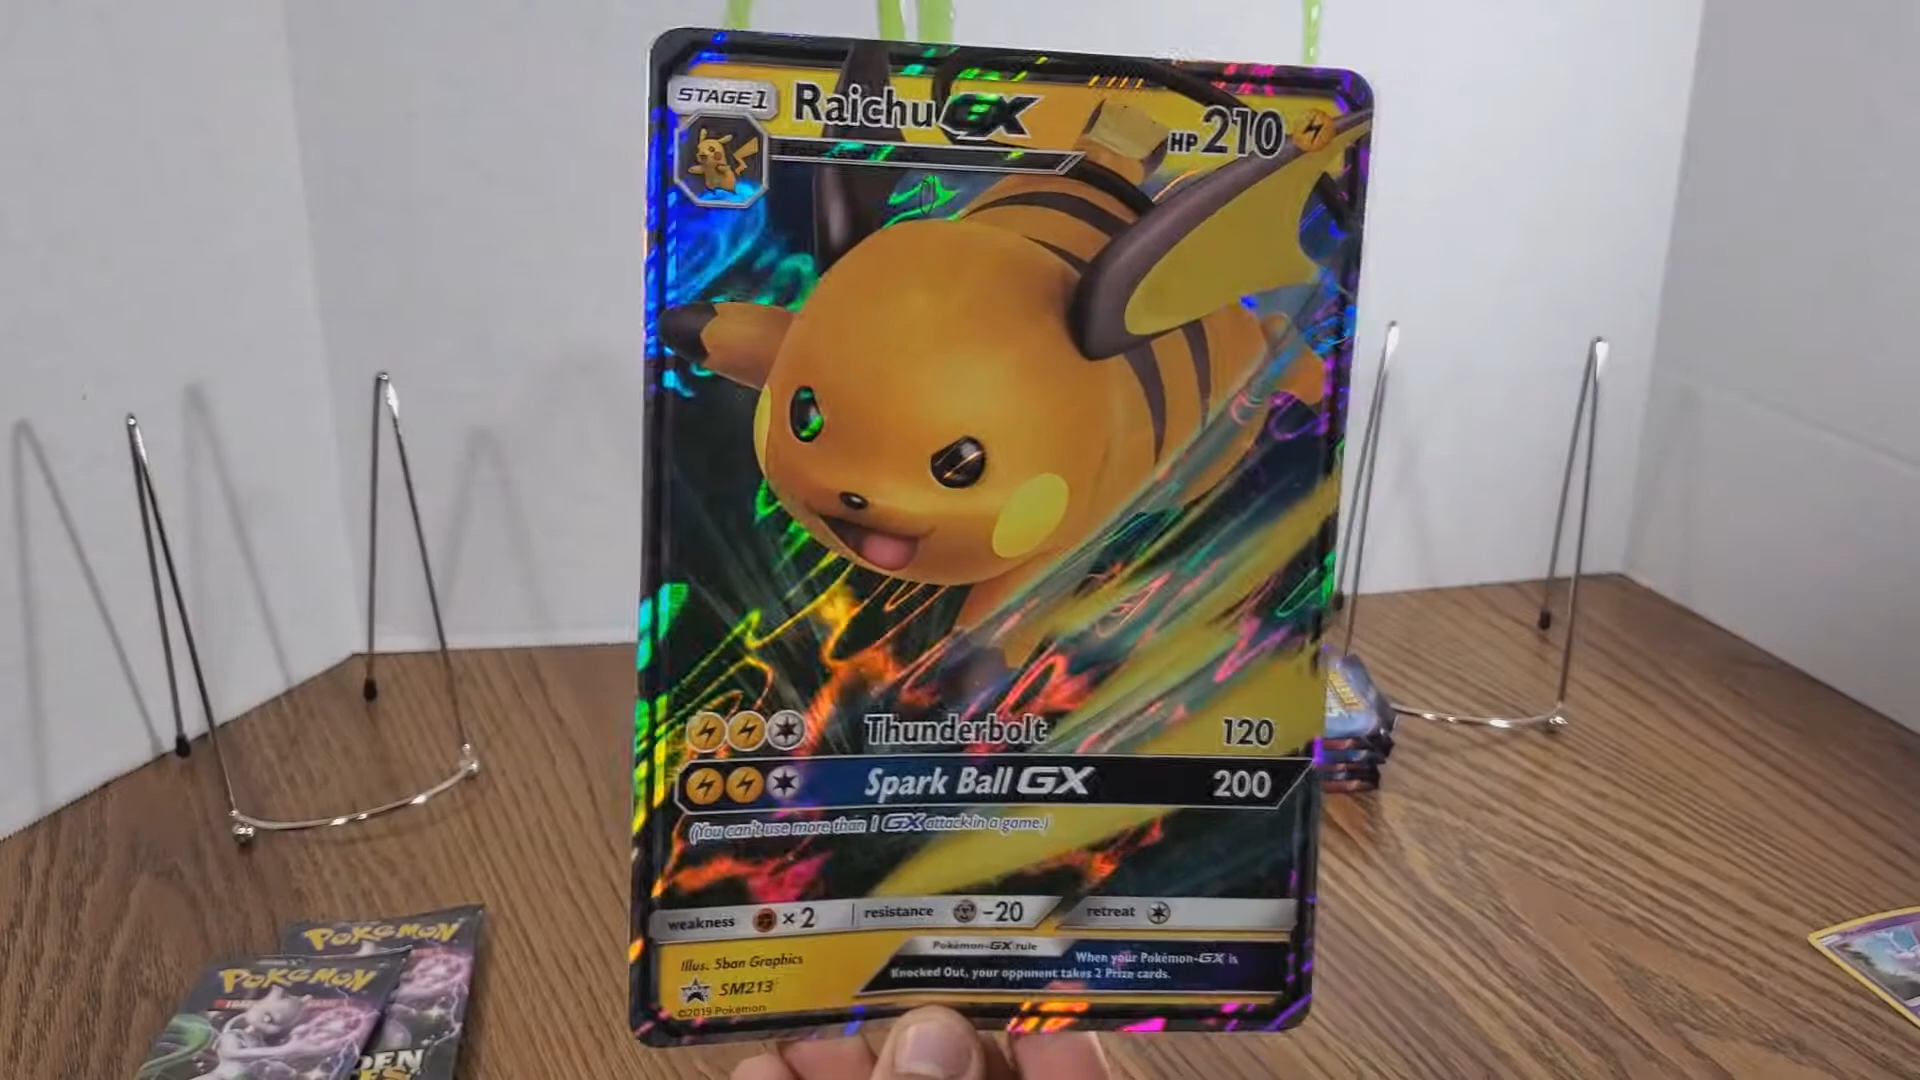 STAGE1 Raichu GX HP 210
Thunderbolt 120
Spark Ball GX 200
(You can't use more than 1 GX attack in a game.)
weakness ×2 resistance -20 retreat
Pokémon-GX rule
When your Pokémon-GX is
Knocked Out, your opponent takes 2 Prize cards.
Illus. 5ban Graphics
SM213
©2019 Pokémon
POKéMON
POKéMON